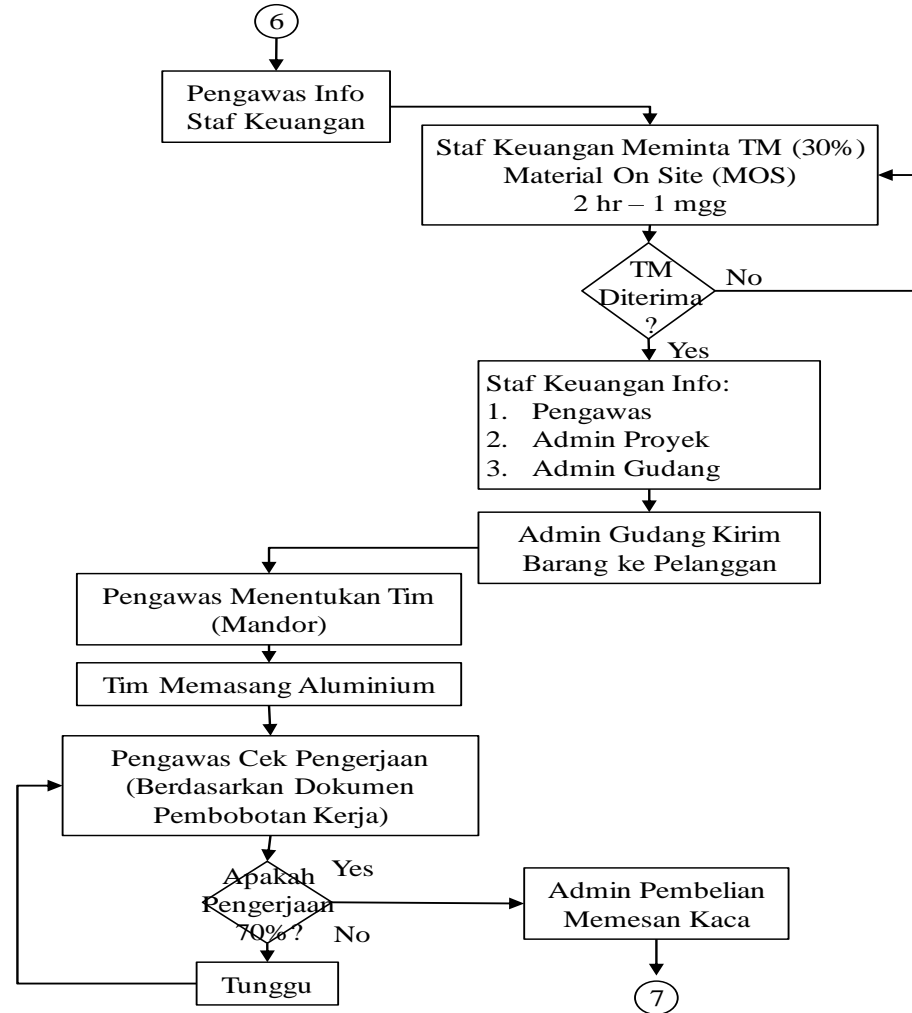 6
Pengawas Info
Staf Keuangan
Staf Keuangan Meminta TM (30%)
Material On Site (MOS)
2 hr – 1 mgg
TM
Diterima
?
No
Yes
Staf Keuangan Info:
1. Pengawas
2. Admin Proyek
3. Admin Gudang
Admin Gudang Kirim
Barang ke Pelanggan
Pengawas Menentukan Tim
(Mandor)
Tim Memasang Aluminium
Pengawas Cek Pengerjaan
(Berdasarkan Dokumen
Pembobotan Kerja)
Apakah
Pengerjaan
70%?
Yes
No
Tunggu
Admin Pembelian
Memesan Kaca
7